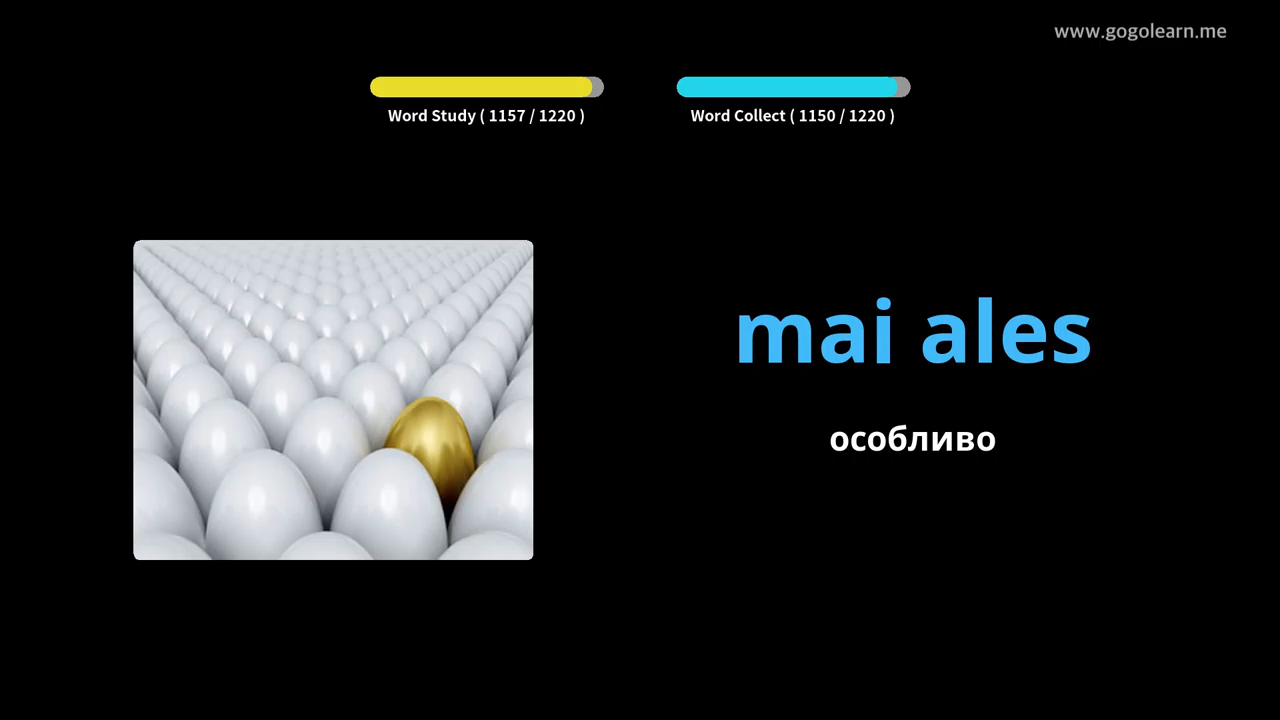 www.gogolearn.me
Word Study ( 1157 / 1220 )
Word Collect ( 1150 / 1220 )
mai ales
особливо